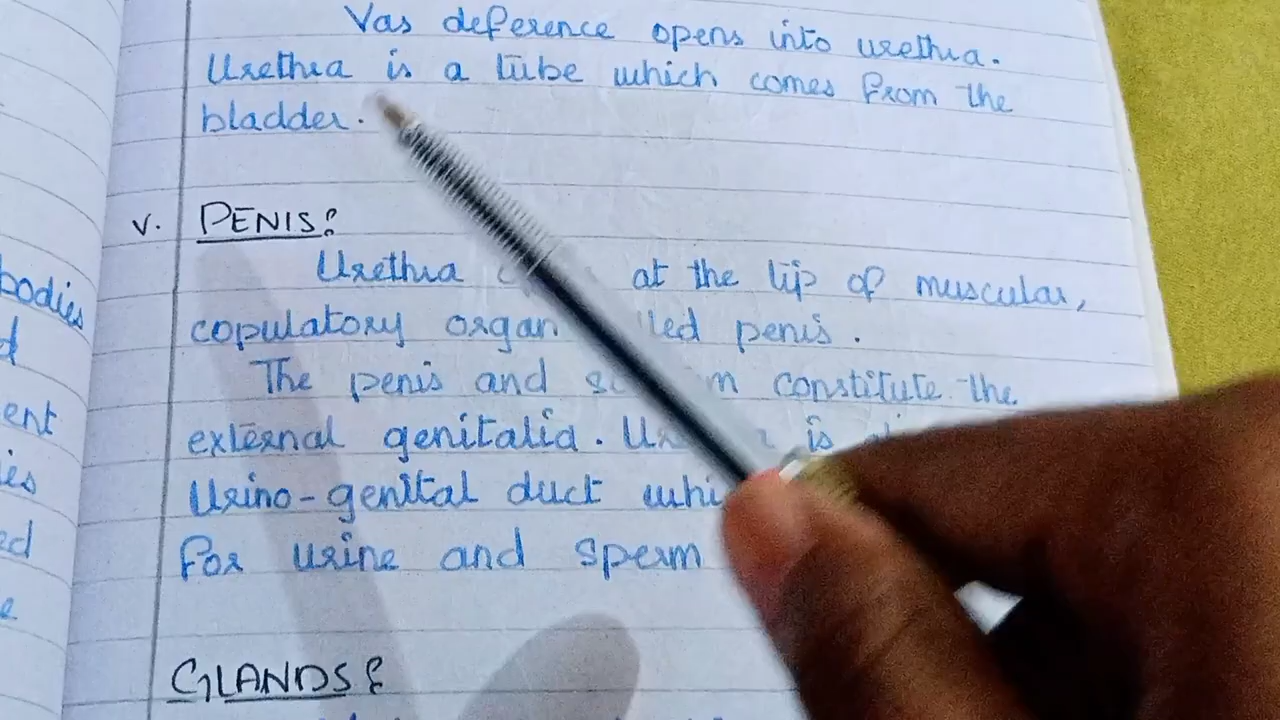 Vas deference opens into urethra.
Urethra is a tube which comes from the
bladder.
V. PENIS:
Urethra at the tip of muscular,
copulatory organ penis.
The penis and constitute the
external genitalia. is
Urino-genital duct
For urine and sperm
GLANDS:
bodies
ent